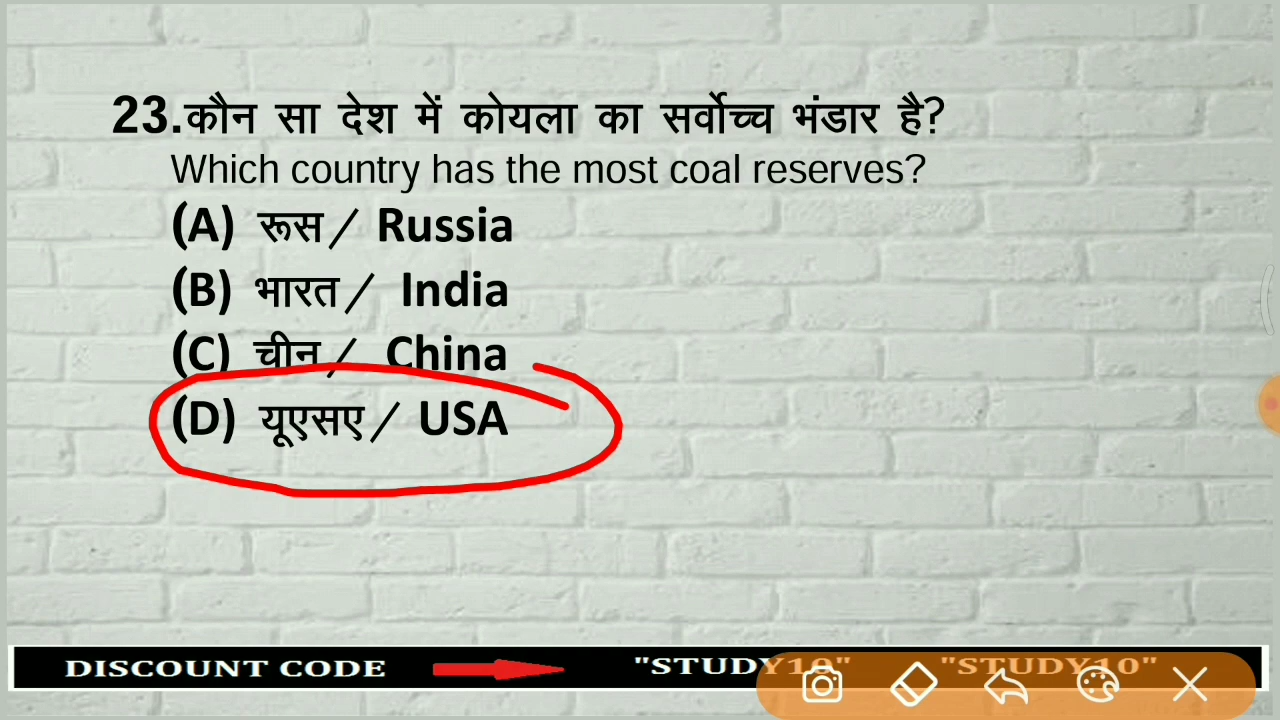 23.कौन सा देश में कोयला का सर्वोच्च भंडार है?
Which country has the most coal reserves?
(A) रूस/ Russia
(B) भारत/ India
(C) चीन/ China
(D) यूएसए/ USA
DISCOUNT CODE "STUDY10" "STUDY10"